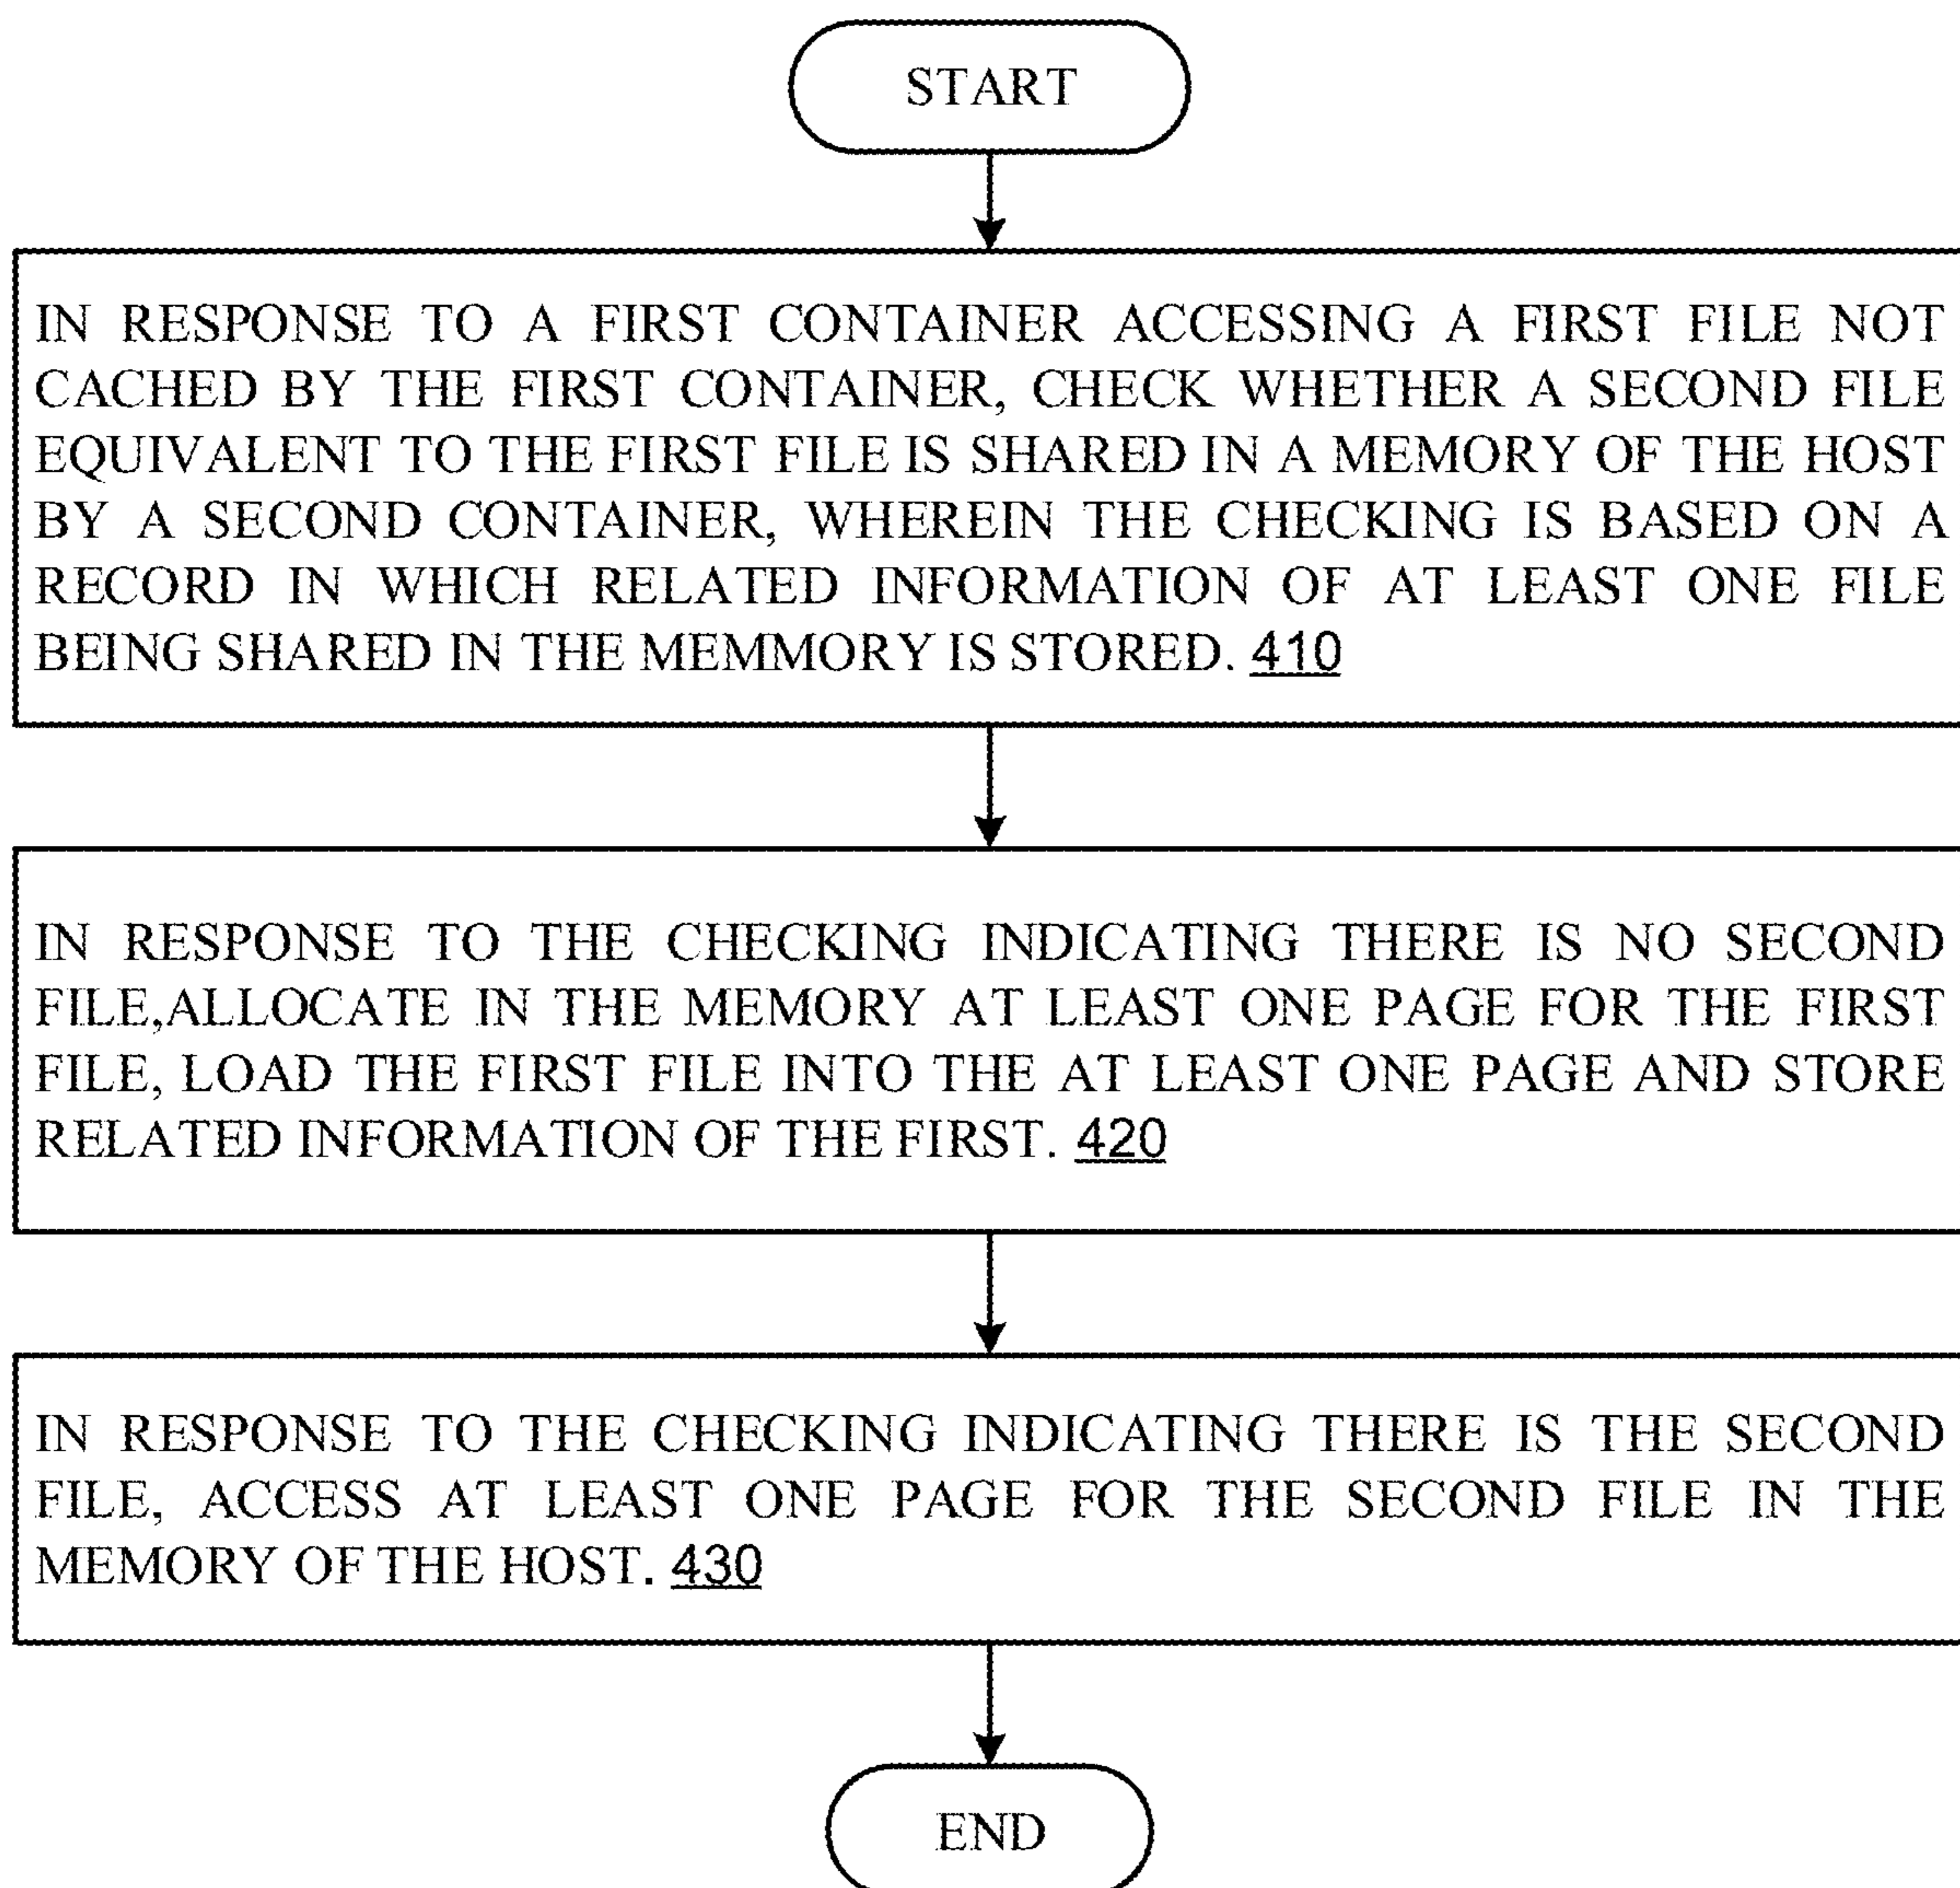 START
IN RESPONSE TO A FIRST CONTAINER ACCESSING A FIRST FILE NOT
CACHED BY THE FIRST CONTAINER, CHECK WHETHER A SECOND FILE
EQUIVALENT TO THE FIRST FILE IS SHARED IN A MEMORY OF THE HOST
BY A SECOND CONTAINER, WHEREIN THE CHECKING IS BASED ON A
RECORD IN WHICH RELATED INFORMATION OF AT LEAST ONE FILE
BEING SHARED IN THE MEMMORY IS STORED. 410
IN RESPONSE TO THE CHECKING INDICATING THERE IS NO SECOND
FILE,ALLOCATE IN THE MEMORY AT LEAST ONE PAGE FOR THE FIRST
FILE, LOAD THE FIRST FILE INTO THE AT LEAST ONE PAGE AND STORE
RELATED INFORMATION OF THE FIRST. 420
IN RESPONSE TO THE CHECKING INDICATING THERE IS THE SECOND
FILE, ACCESS AT LEAST ONE PAGE FOR THE SECOND FILE IN THE
MEMORY OF THE HOST. 430
END